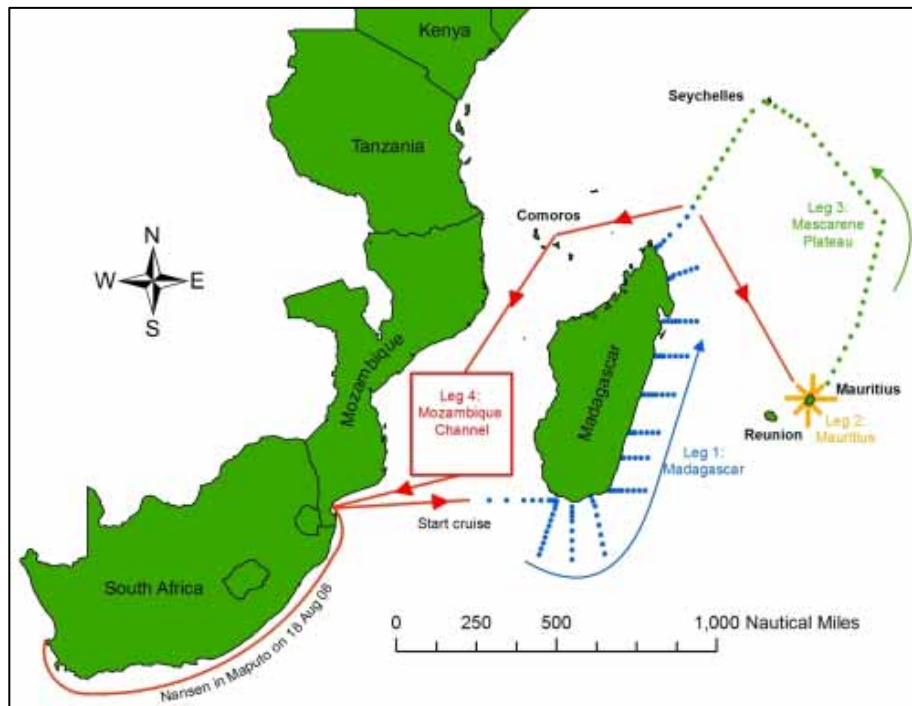 Kenya
Seychelles
Tanzania
Leg 3:
Mascarene
Plateau
Comoros
N
W
E
S
Mozambique
Madagascar
Leg 4:
Mozambique
Channel
Mauritius
Reunion
Leg 2:
Mauritius
Leg 1:
Madagascar
Start cruise
South Africa
Nansen in Maputo on 18 Aug 08
0
250
500
1,000 Nautical Miles